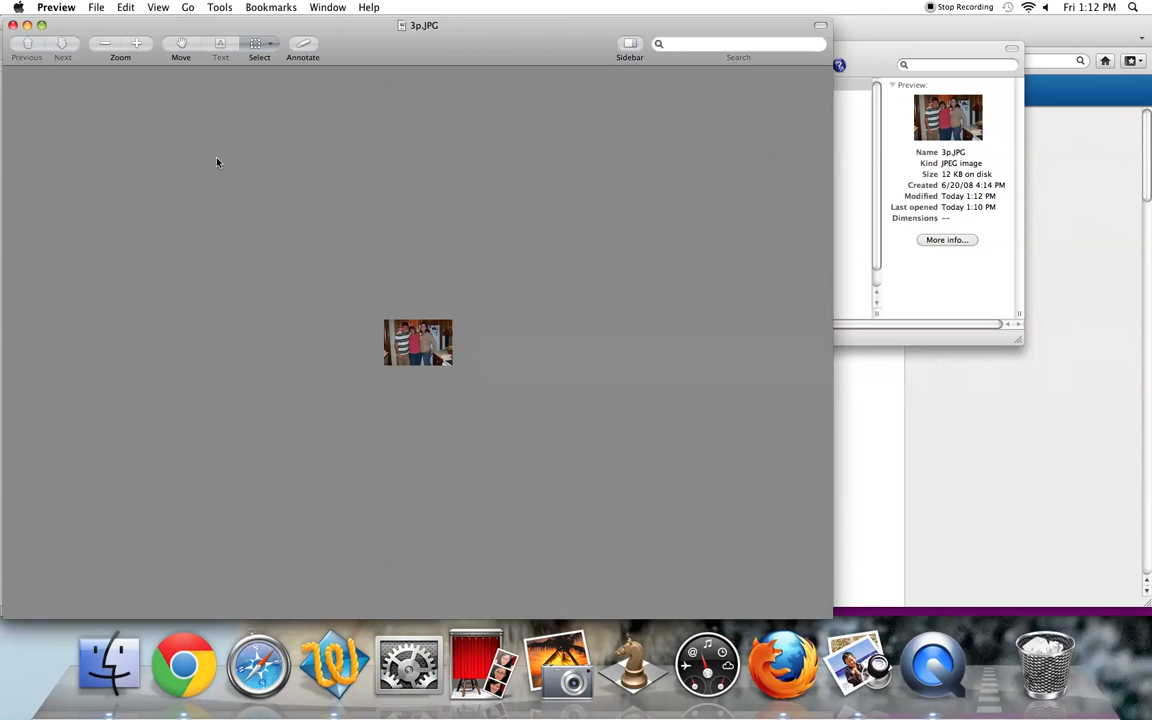 Preview File Edit View Go Tools Bookmarks Window Help Stop Recording Fri 1:12 PM
3p.JPG
Previous Next Zoom Move Text Select Annotate Sidebar Search
Preview:
Name 3p.JPG
Kind JPEG image
Size 12 KB on disk
Created 6/20/08 4:14 PM
Modified Today 1:12 PM
Last opened Today 1:10 PM
Dimensions --
More info...